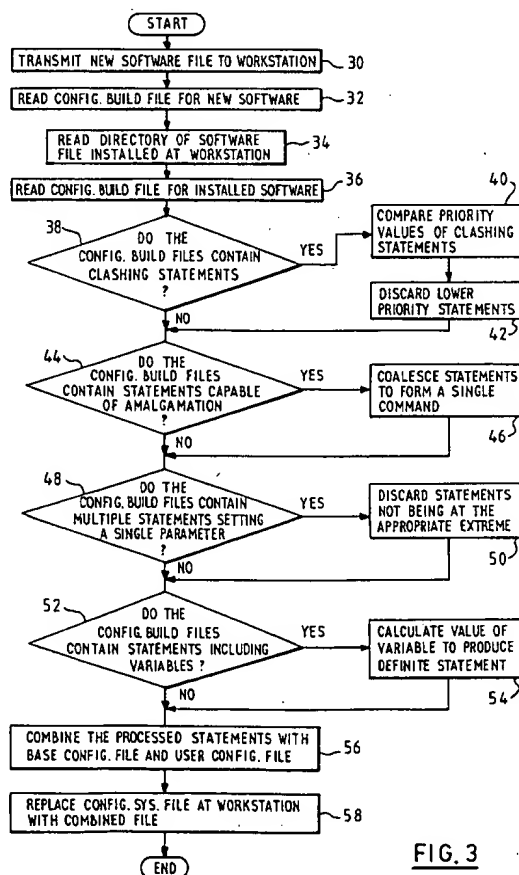 START
TRANSMIT NEW SOFTWARE FILE TO WORKSTATION
30
READ CONFIG. BUILD FILE FOR NEW SOFTWARE
32
READ DIRECTORY OF SOFTWARE
FILE INSTALLED AT WORKSTATION
34
READ CONFIG. BUILD FILE FOR INSTALLED SOFTWARE
36
38
DO THE
CONFIG. BUILD FILES CONTAIN
CLASHING STATEMENTS
?
YES
NO
40
COMPARE PRIORITY
VALUES OF CLASHING
STATEMENTS
DISCARD LOWER
PRIORITY STATEMENTS
42
44
DO THE
CONFIG. BUILD FILES
CONTAIN STATEMENTS CAPABLE
OF AMALGAMATION
?
YES
NO
COALESCE STATEMENTS
TO FORM A SINGLE
COMMAND
46
48
DO THE
CONFIG. BUILD FILES CONTAIN
MULTIPLE STATEMENTS SETTING
A SINGLE PARAMETER
?
YES
NO
DISCARD STATEMENTS
NOT BEING AT THE
APPROPRIATE EXTREME
50
52
DO THE
CONFIG. BUILD FILES
CONTAIN STATEMENTS INCLUDING
VARIABLES ?
YES
NO
CALCULATE VALUE OF
VARIABLE TO PRODUCE
DEFINITE STATEMENT
54
COMBINE THE PROCESSED STATEMENTS WITH
BASE CONFIG. FILE AND USER CONFIG. FILE
56
REPLACE CONFIG. SYS. FILE AT WORKSTATION
WITH COMBINED FILE
58
END
FIG. 3